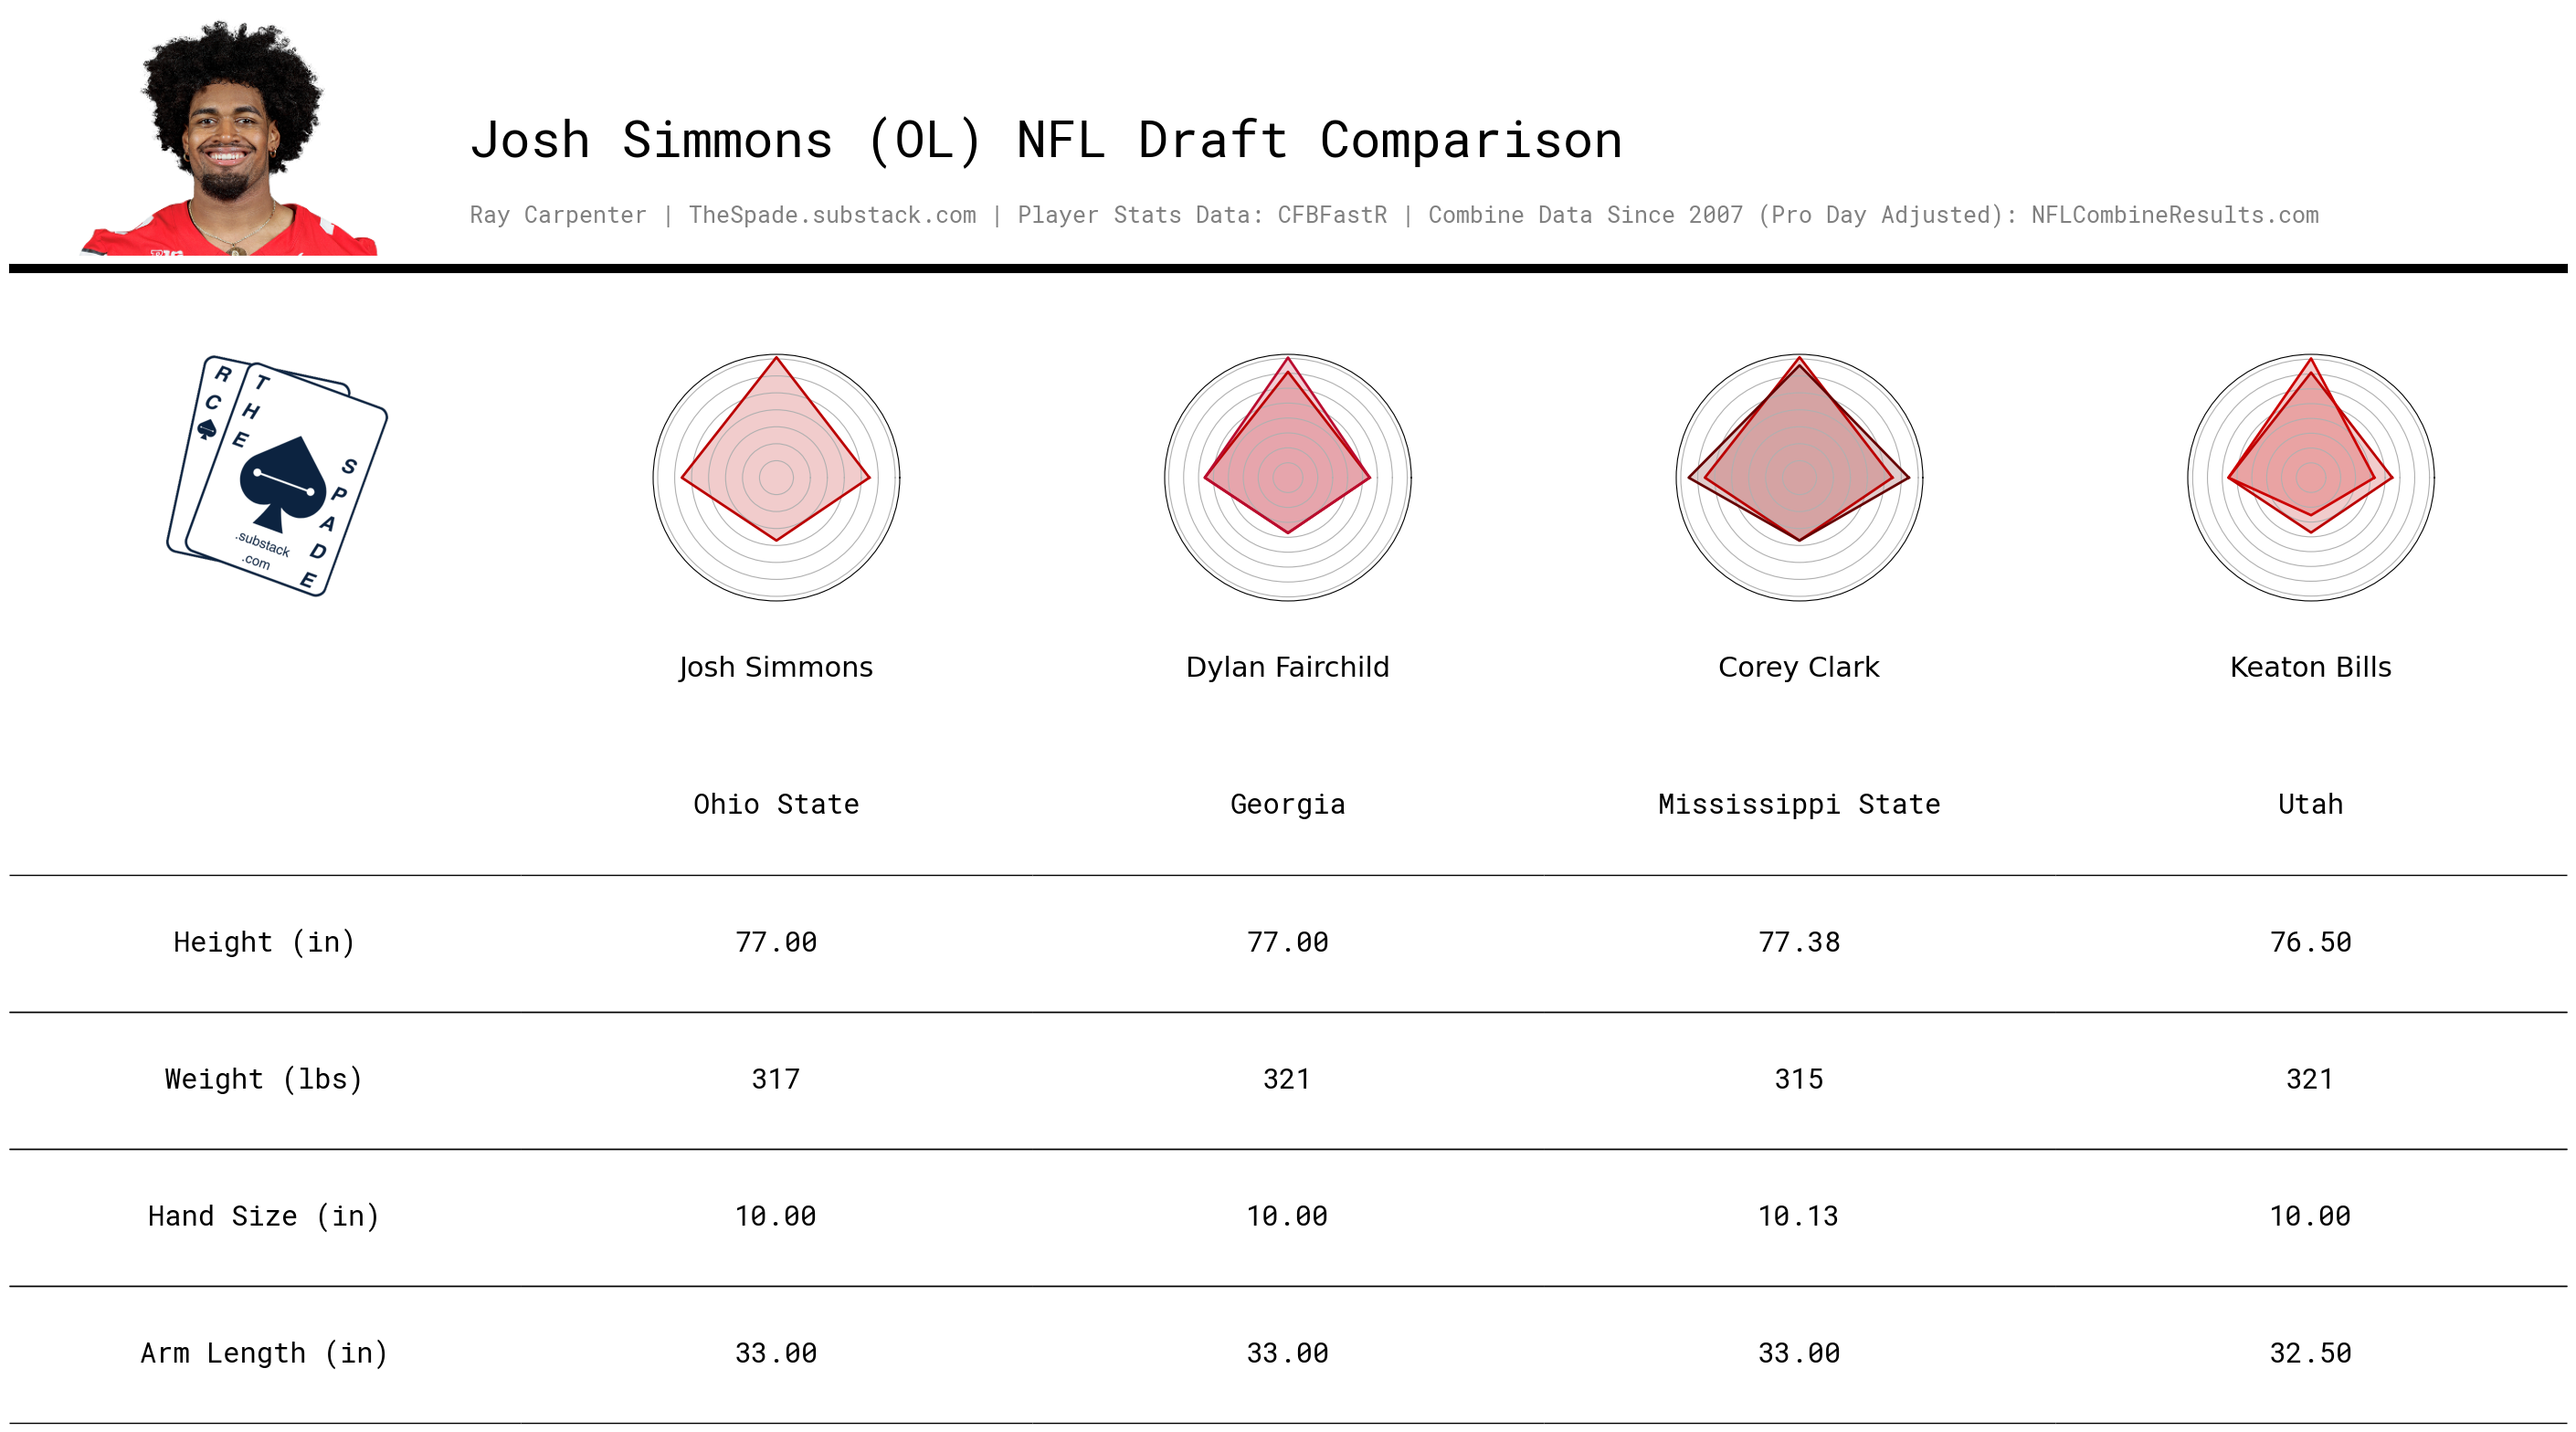 Josh Simmons (OL) NFL Draft Comparison
Ray Carpenter | TheSpade.substack.com | Player Stats Data: CFBFastR | Combine Data Since 2007 (Pro Day Adjusted): NFLCombineResults.com
RC
THE
SPADE
.substack
.com
Josh Simmons Dylan Fairchild Corey Clark Keaton Bills
Ohio State Georgia Mississippi State Utah
Height (in) 77.00 77.00 77.38 76.50
Weight (lbs) 317 321 315 321
Hand Size (in) 10.00 10.00 10.13 10.00
Arm Length (in) 33.00 33.00 33.00 32.50